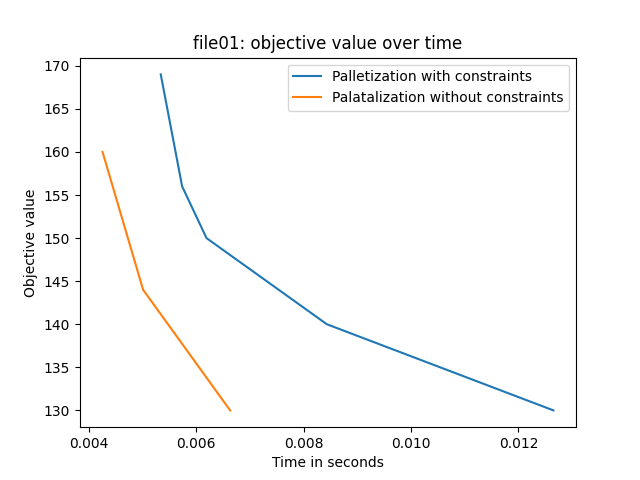 file01: objective value over time
Palletization with constraints
Palatalization without constraints
Objective value
170
165
160
155
150
145
140
135
130
0.004 0.006 0.008 0.010 0.012
Time in seconds